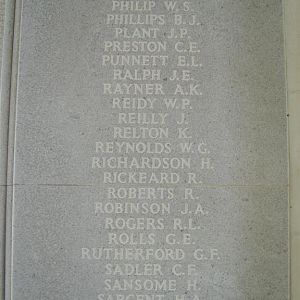 PHILIP W.S.
PHILLIPS B.J.
PLANT J.P.
PRESTON C.E.
PUNNETT E.L.
RALPH J.E.
RAYNER A.K.
REIDY W.P.
REILLY J.
RELTON K.
REYNOLDS W.G.
RICHARDSON H.
RICKEARD R.
ROBERTS R.
ROBINSON J.A.
ROGERS R.L.
ROLLS G.E.
RUTHERFORD G.F.
SADLER C.F.
SANSOME H.
SARGENT